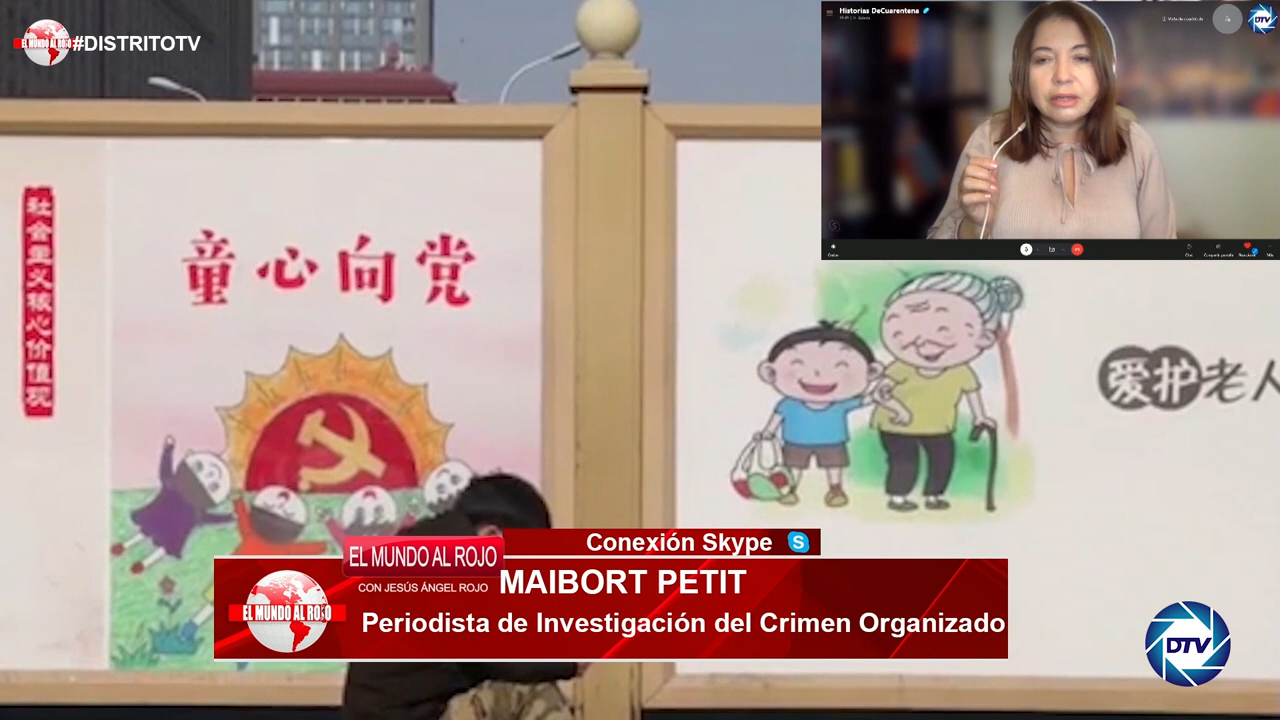 EL MUNDO AL ROJO
#DISTRITOTV
Historias DeCuarentena
DTV
社会主义核心价值观
童心向党
爱护老人
Conexión Skype
EL MUNDO AL ROJO
CON JESÚS ÁNGEL ROJO
MAIBORT PETIT
EL MUNDO AL ROJO
Periodista de Investigación del Crimen Organizado
DTV